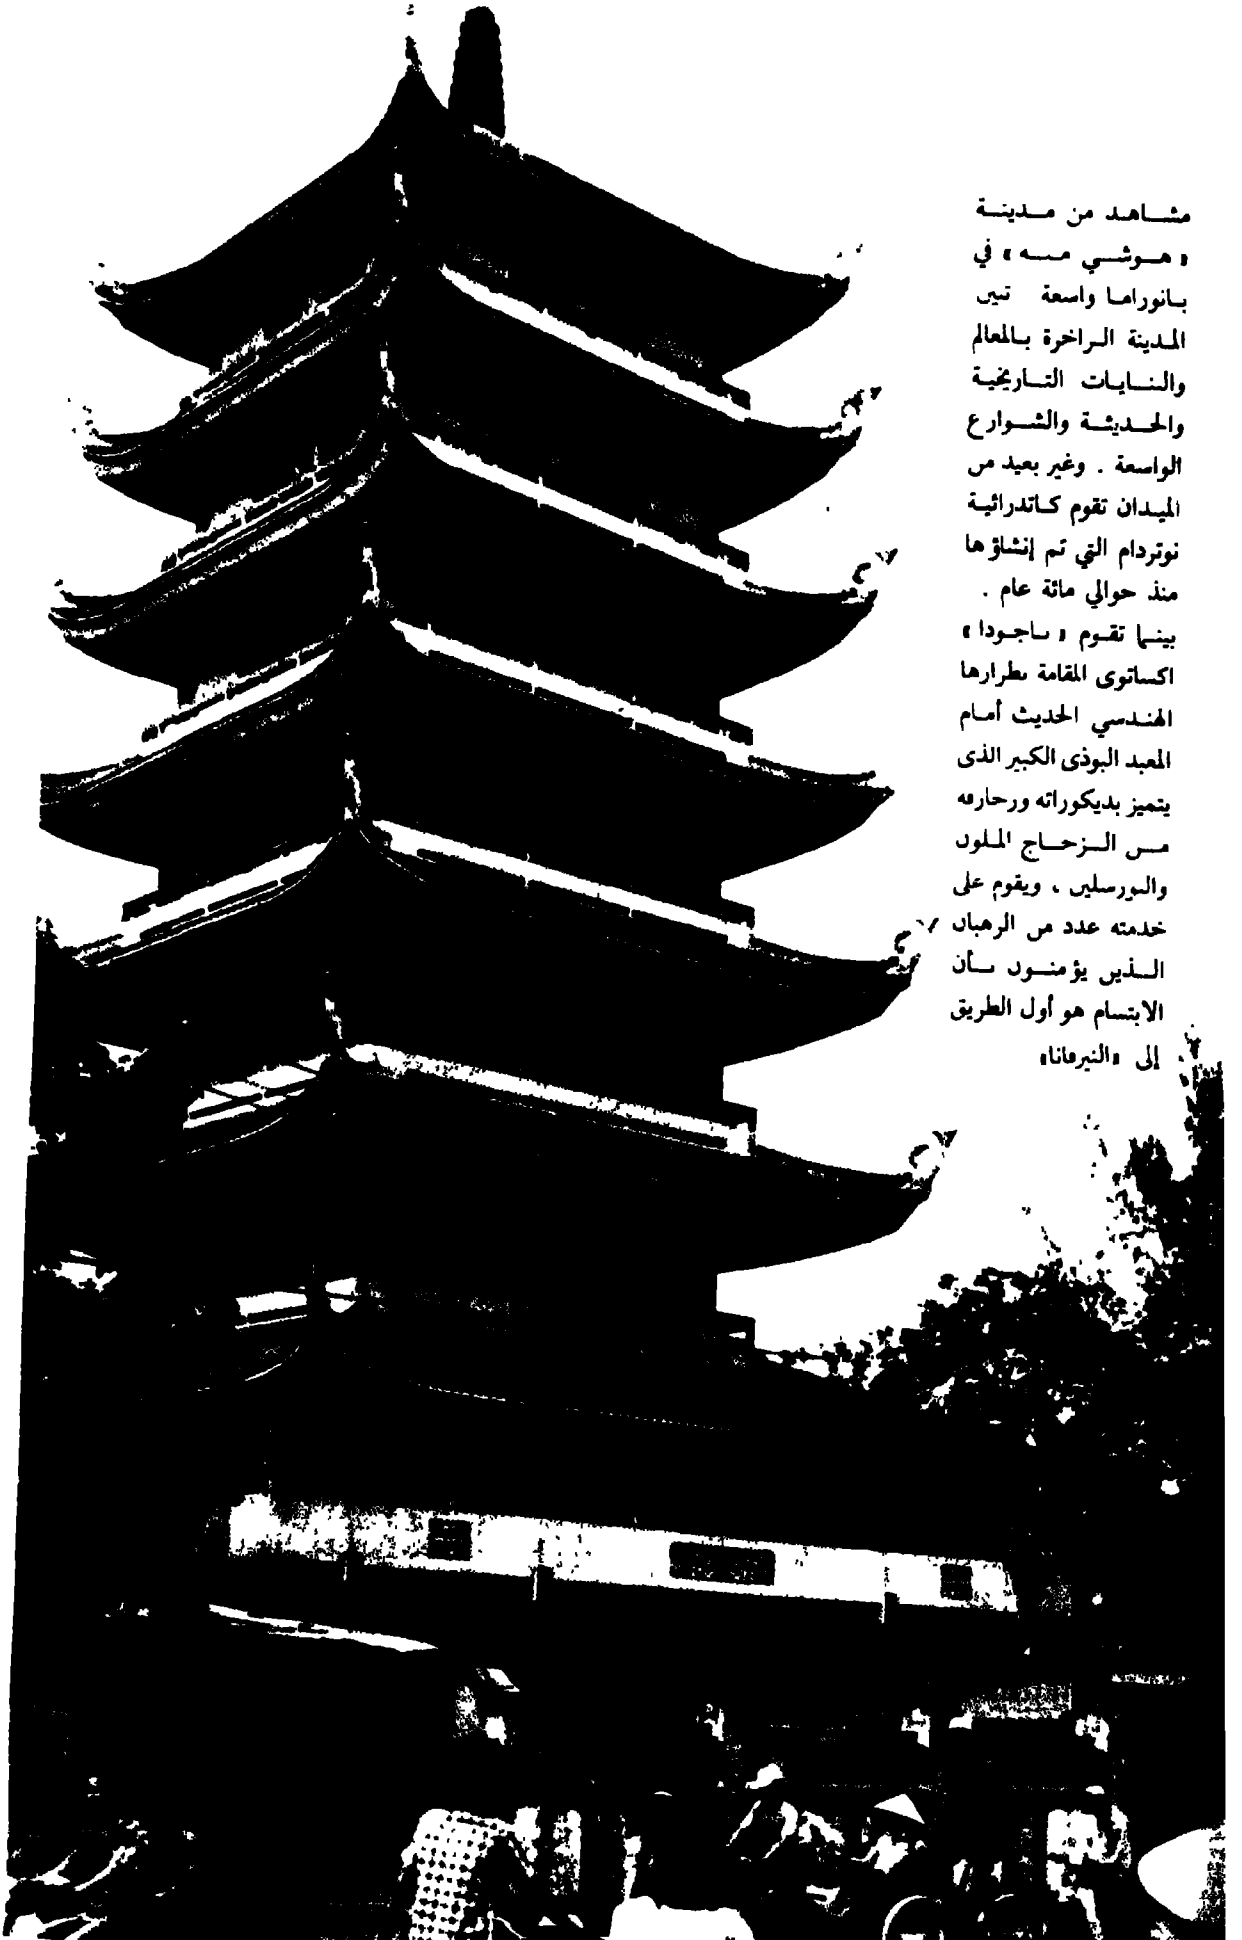 مشاهد من مدينة
« هوشي منه » في
بانوراما واسعة تبين
المدينة الزاخرة بالمعالم
والبنايات التاريخية
والحديثة والشوارع
الواسعة . وغير بعيد من
الميدان تقوم كاتدرائية
نوتردام التي تم إنشاؤها
منذ حوالي مائة عام .
بينما تقوم « باجودا »
اكساتوى المقامة بطرازها
الهندسي الحديث أمام
المعبد البوذى الكبير الذى
يتميز بديكوراته وزخارفه
من الزجاج الملون
والبورسلين ، ويقوم على
خدمته عدد من الرهبان
الذين يؤمنون بأن
الابتسام هو أول الطريق
إلى «النيرفانا»